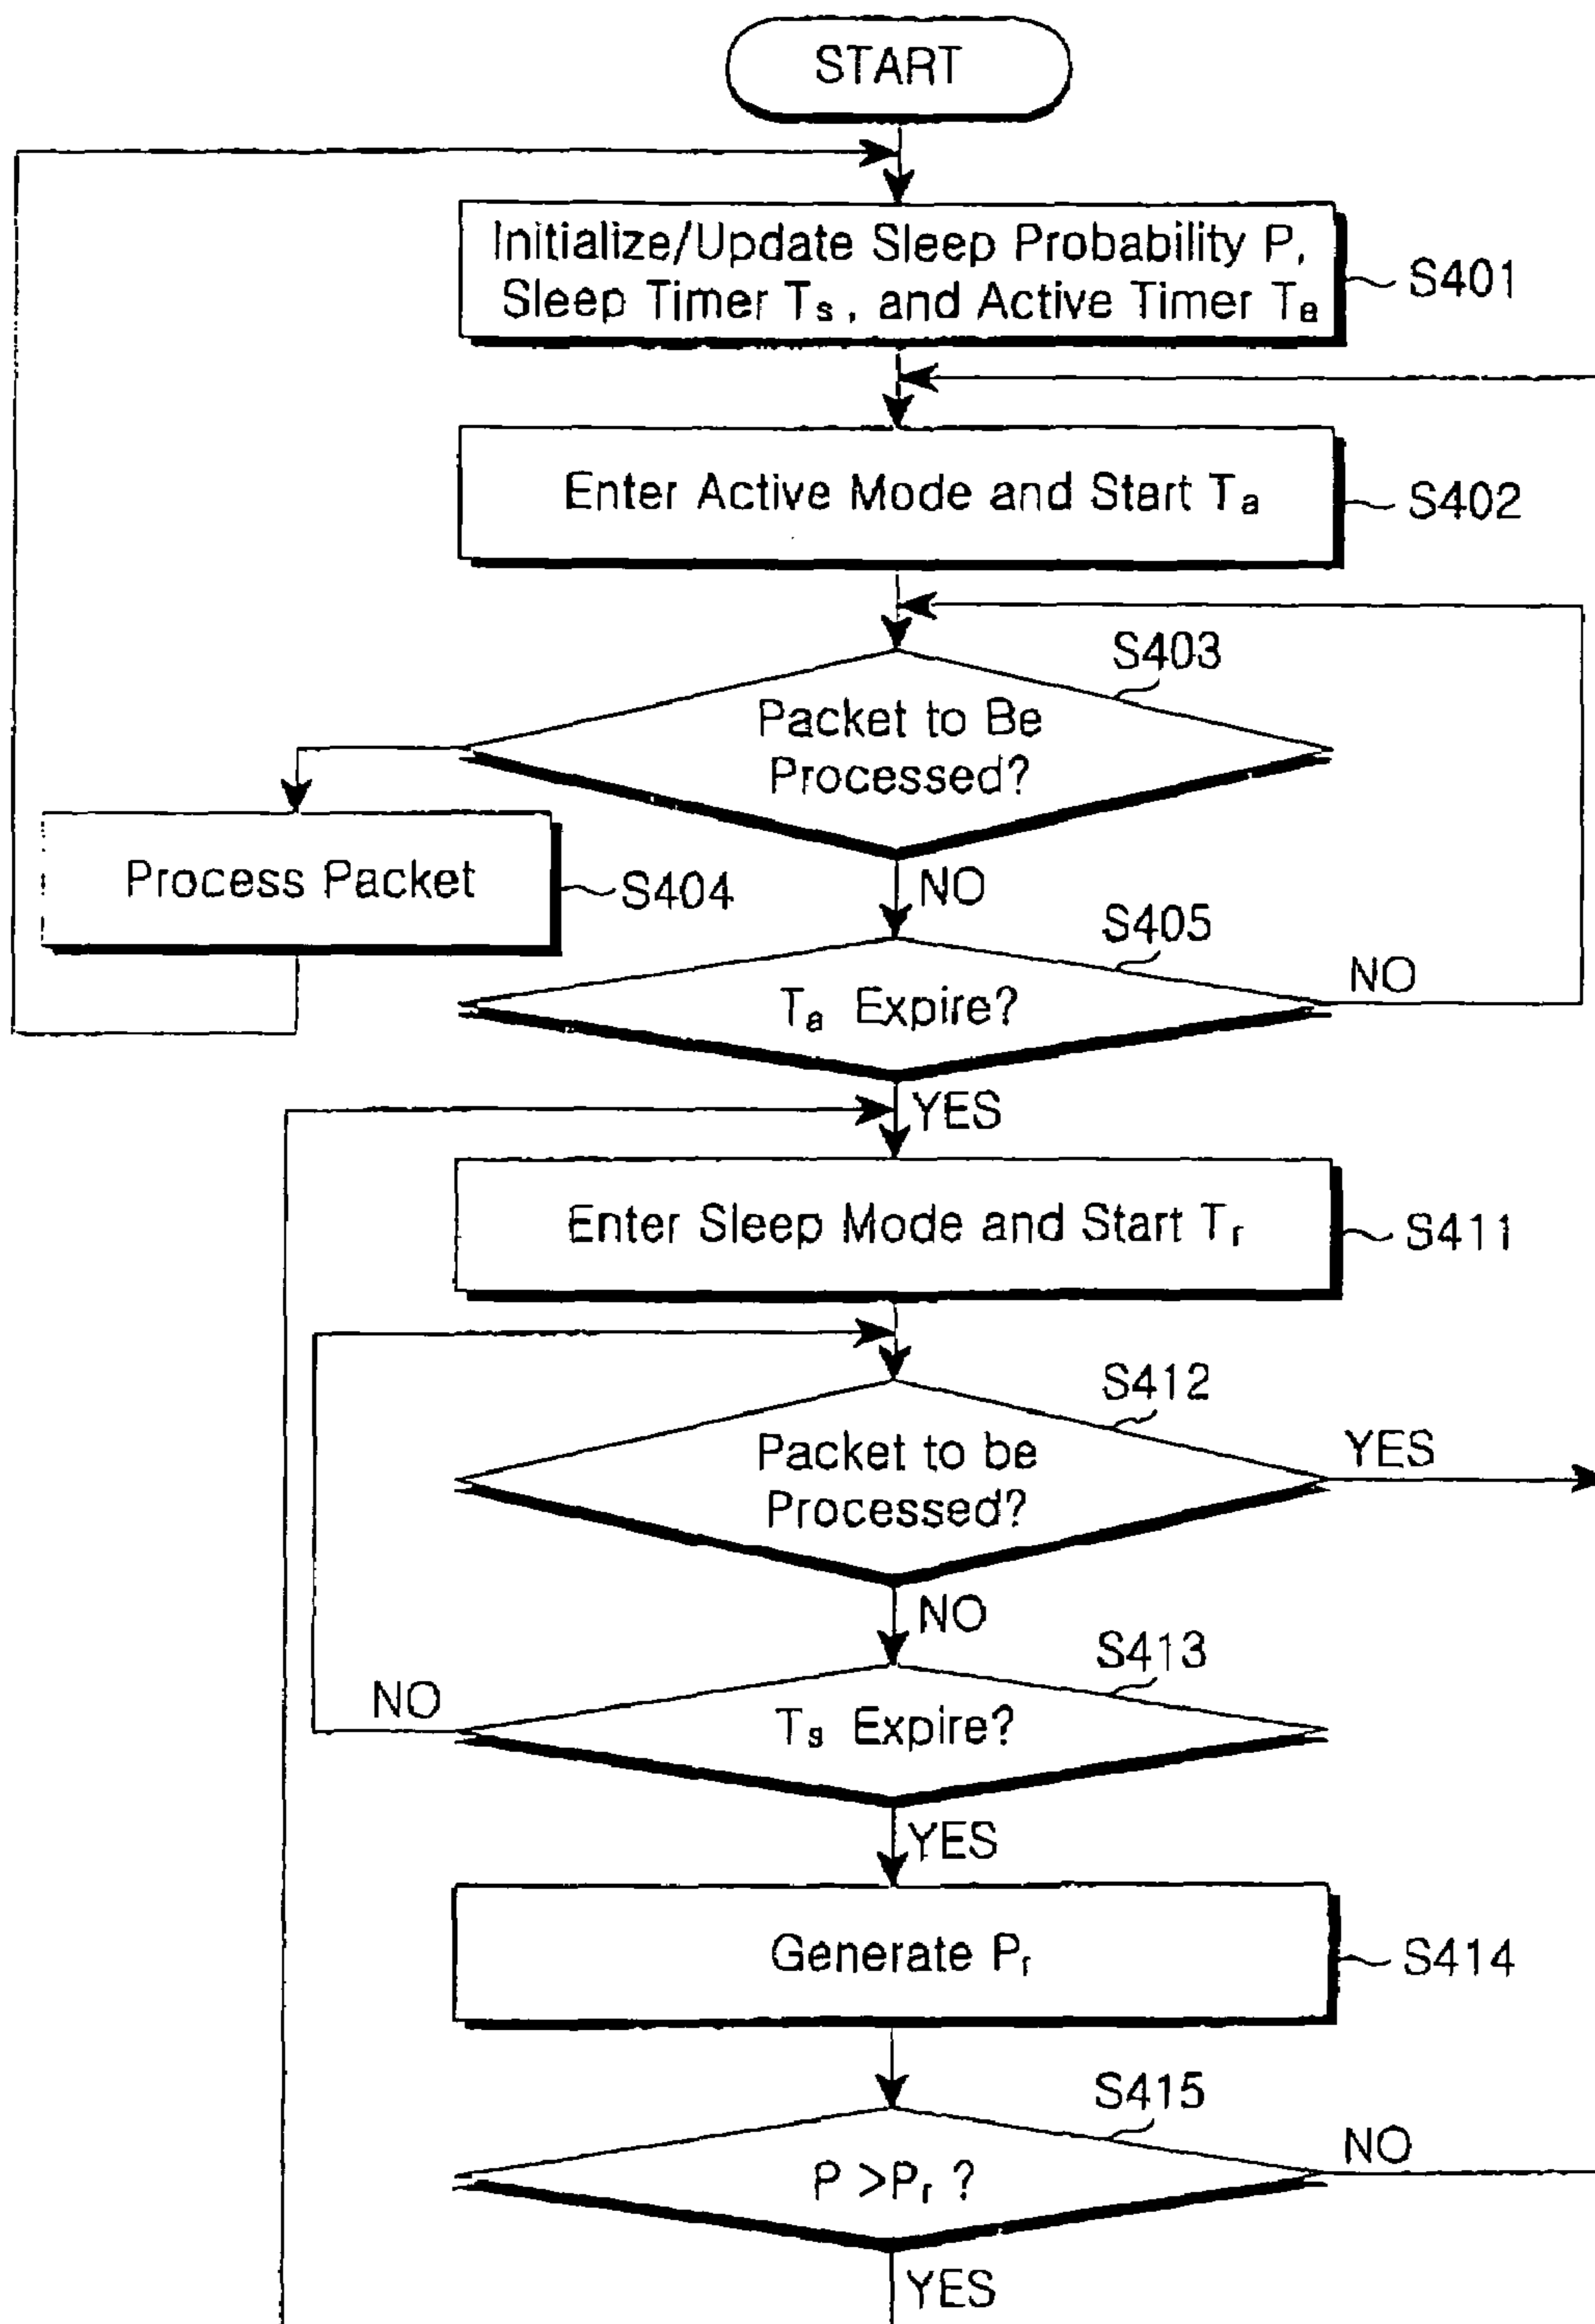 START
Initialize/Update Sleep Probability P,
Sleep Timer Ts, and Active Timer Ta
S401
Enter Active Mode and Start Ta
S402
S403
Packet to Be
Processed?
Process Packet
S404
NO
S405
Ta Expire?
NO
YES
Enter Sleep Mode and Start Tr
S411
S412
Packet to be
Processed?
YES
NO
S413
Ts Expire?
NO
YES
Generate Pr
S414
S415
P >Pr ?
NO
YES